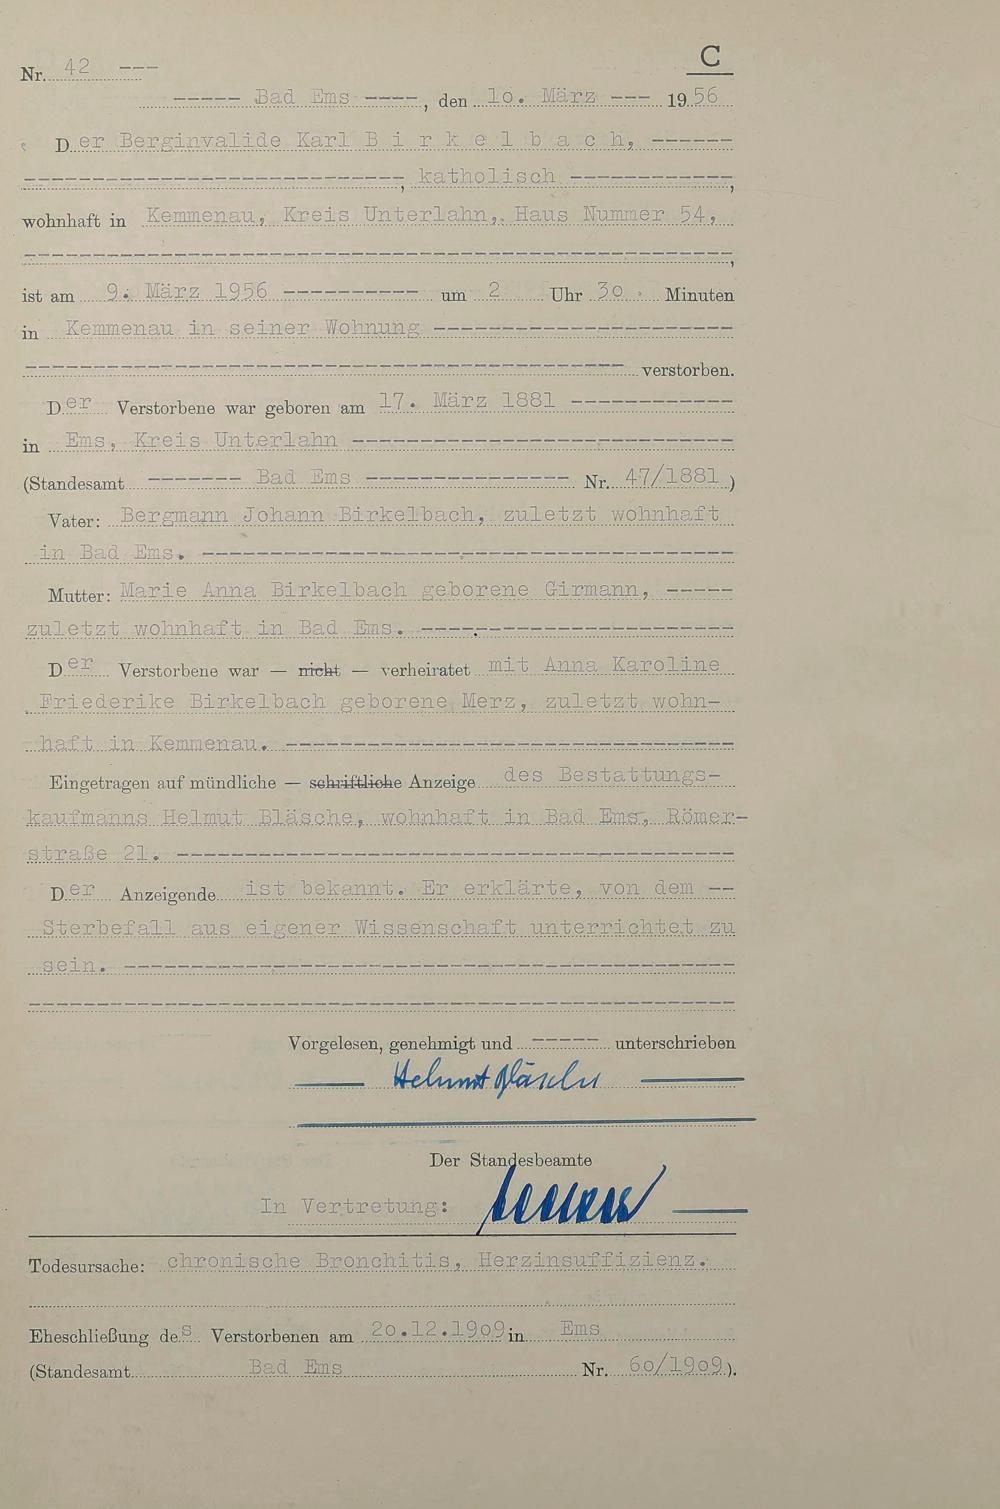 C
Nr. 42 ---
----- Bad Ems ----, den 10. März --- 1956
Der Berginvalide Karl B i r k e l b a c h, ------
----------------------------, katholisch ------------,
wohnhaft in Kemmenau, Kreis Unterlahn, Haus Nummer 54,
----------------------------------------------------,
ist am 9. März 1956 ---------- um 2 Uhr 30 Minuten
in Kemmenau in seiner Wohnung ----------------------
-------------------------------------------- verstorben.
Der Verstorbene war geboren am 17. März 1881 ------------
in Ems, Kreis Unterlahn ----------------------------
(Standesamt ------- Bad Ems --------------- Nr. 47/1881 )
Vater: Bergmann Johann Birkelbach, zuletzt wohnhaft
in Bad Ems. ---------------------------------------
Mutter: Marie Anna Birkelbach geborene Girmann, -----
zuletzt wohnhaft in Bad Ems. -----------------------
Der Verstorbene war — nicht — verheiratet mit Anna Karoline
Friederike Birkelbach geborene Merz, zuletzt wohn-
haft in Kemmenau. ---------------------------------
Eingetragen auf mündliche — schriftliche Anzeige des Bestattungs-
kaufmanns Helmut Bläsche, wohnhaft in Bad Ems, Römer-
straße 21. -----------------------------------------
Der Anzeigende ist bekannt. Er erklärte, von dem --
Sterbefall aus eigener Wissenschaft unterrichtet zu
sein. ---------------------------------------------
----------------------------------------------------
Vorgelesen, genehmigt und ----- unterschrieben
Helmut Bläsche
Der Standesbeamte
In Vertretung:
Todesursache: chronische Bronchitis, Herzinsuffizienz.
Eheschließung des Verstorbenen am 20.12.1909 in Ems
(Standesamt Bad Ems Nr. 60/1909).